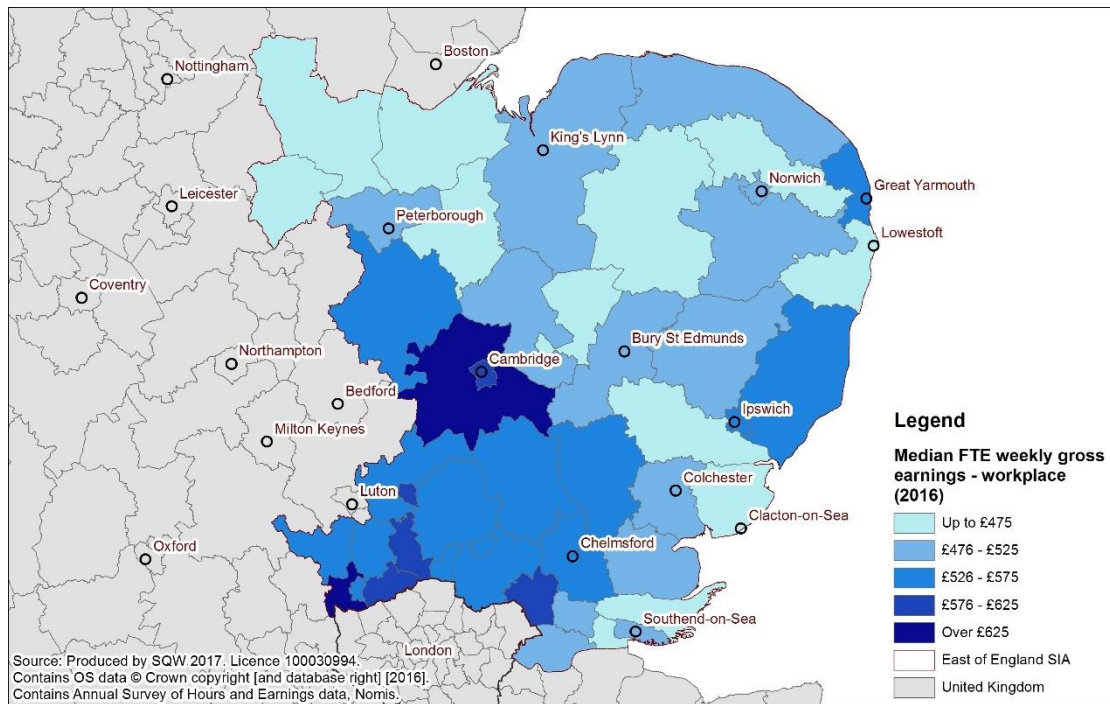 Boston
Nottingham
King's Lynn
Norwich
Great Yarmouth
Leicester
Peterborough
Lowestoft
Coventry
Bury St Edmunds
Northampton
Cambridge
Bedford
Ipswich
Milton Keynes
Colchester
Luton
Clacton-on-Sea
Oxford
Chelmsford
Southend-on-Sea
London
Legend
Median FTE weekly gross
earnings - workplace
(2016)
Up to £475
£476 - £525
£526 - £575
£576 - £625
Over £625
East of England SIA
United Kingdom
Source: Produced by SQW 2017. Licence 100030994.
Contains OS data © Crown copyright [and database right] [2016].
Contains Annual Survey of Hours and Earnings data, Nomis.